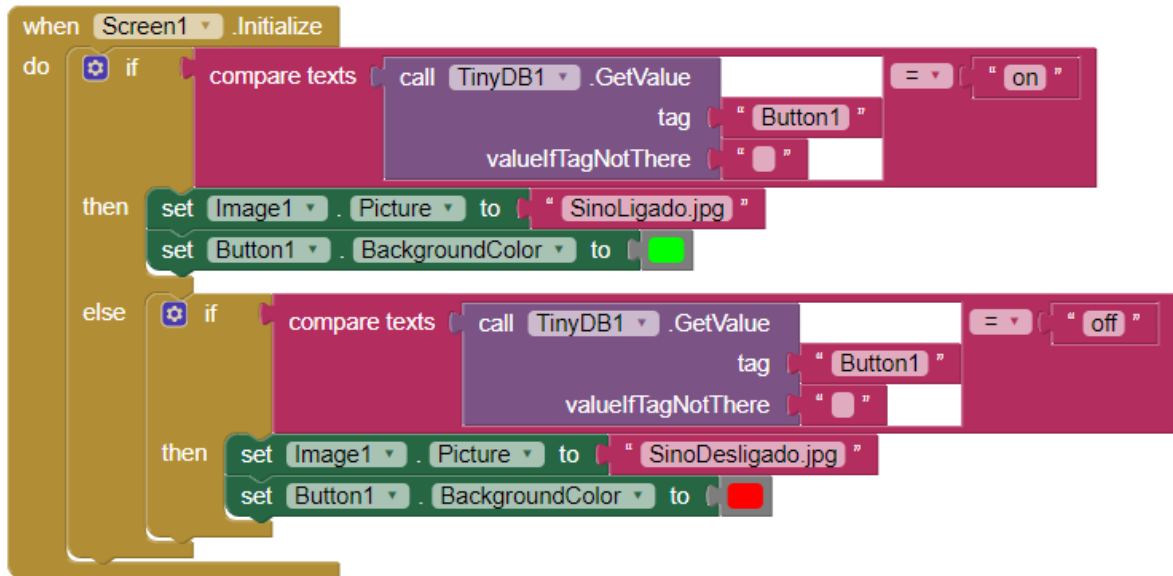 when Screen1 .Initialize
do if compare texts call TinyDB1 .GetValue = " on "
tag " Button1 "
valueIfTagNotThere " "
then set Image1 . Picture to " SinoLigado.jpg "
set Button1 . BackgroundColor to
else if compare texts call TinyDB1 .GetValue = " off "
tag " Button1 "
valueIfTagNotThere " "
then set Image1 . Picture to " SinoDesligado.jpg "
set Button1 . BackgroundColor to